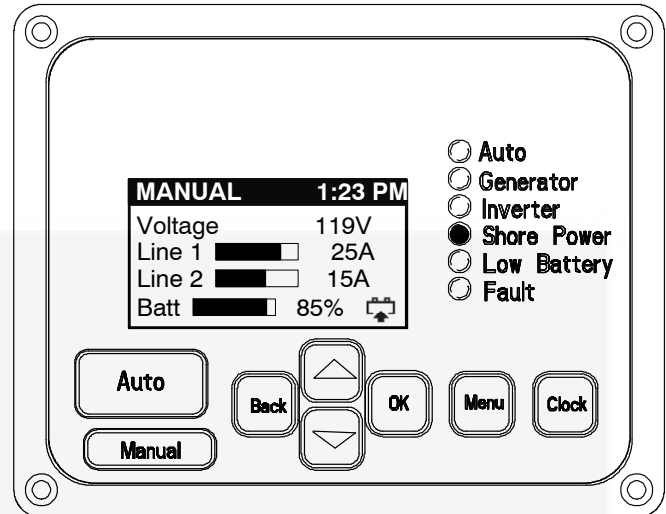 MANUAL 1:23 PM
Voltage 119V
Line 1 25A
Line 2 15A
Batt 85%
Auto
Generator
Inverter
Shore Power
Low Battery
Fault
Auto
Manual
Back
OK
Menu
Clock